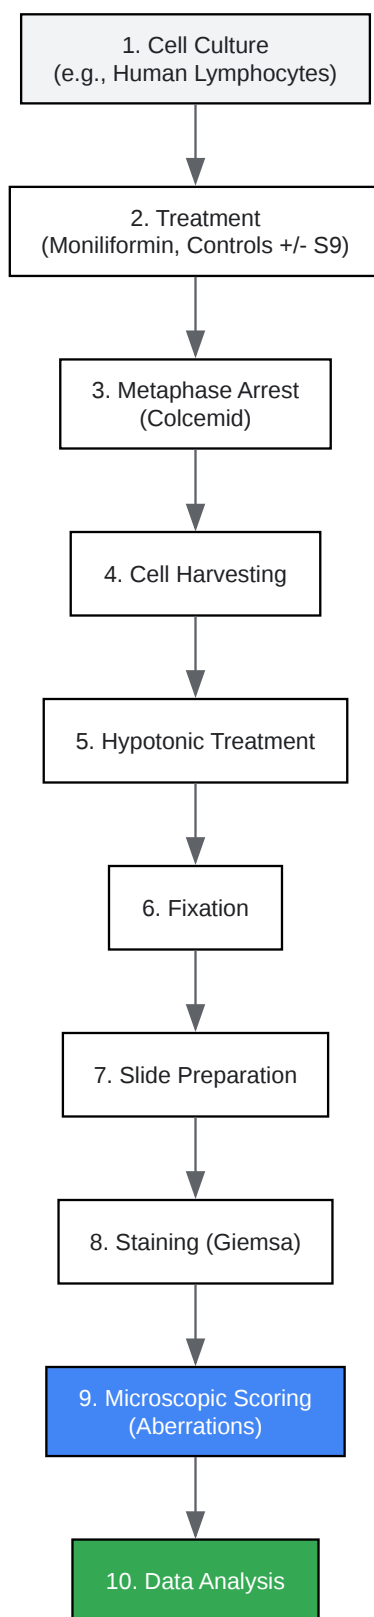 1. Cell Culture
(e.g., Human Lymphocytes)
2. Treatment
(Moniliformin, Controls +/- S9)
3. Metaphase Arrest
(Colcemid)
4. Cell Harvesting
5. Hypotonic Treatment
6. Fixation
7. Slide Preparation
8. Staining (Giemsa)
9. Microscopic Scoring
(Aberrations)
10. Data Analysis